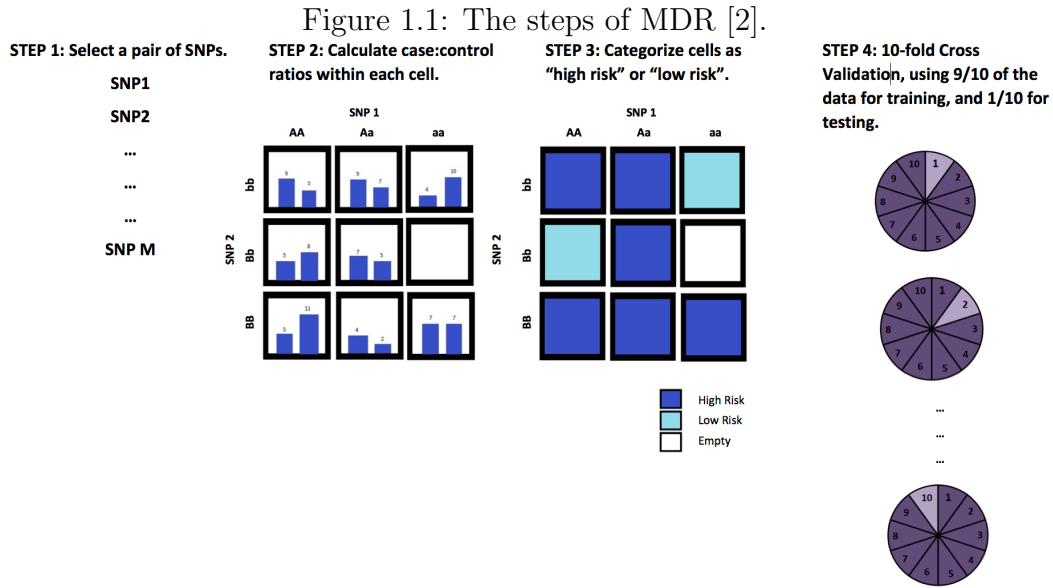 Figure 1.1: The steps of MDR [2].
STEP 1: Select a pair of SNPs.
SNP1
SNP2
...
...
...
SNP M
STEP 2: Calculate case:control
ratios within each cell.
SNP 1
AA Aa aa
SNP 2
bb
9 5 9 7 4 10
Bb
5 8 7 5
BB
5 11 4 2 7 7
STEP 3: Categorize cells as
“high risk” or “low risk”.
SNP 1
AA Aa aa
SNP 2
bb
Bb
BB
High Risk
Low Risk
Empty
STEP 4: 10-fold Cross
Validation, using 9/10 of the
data for training, and 1/10 for
testing.
1 2 3 4 5 6 7 8 9 10
1 2 3 4 5 6 7 8 9 10
...
...
...
1 2 3 4 5 6 7 8 9 10